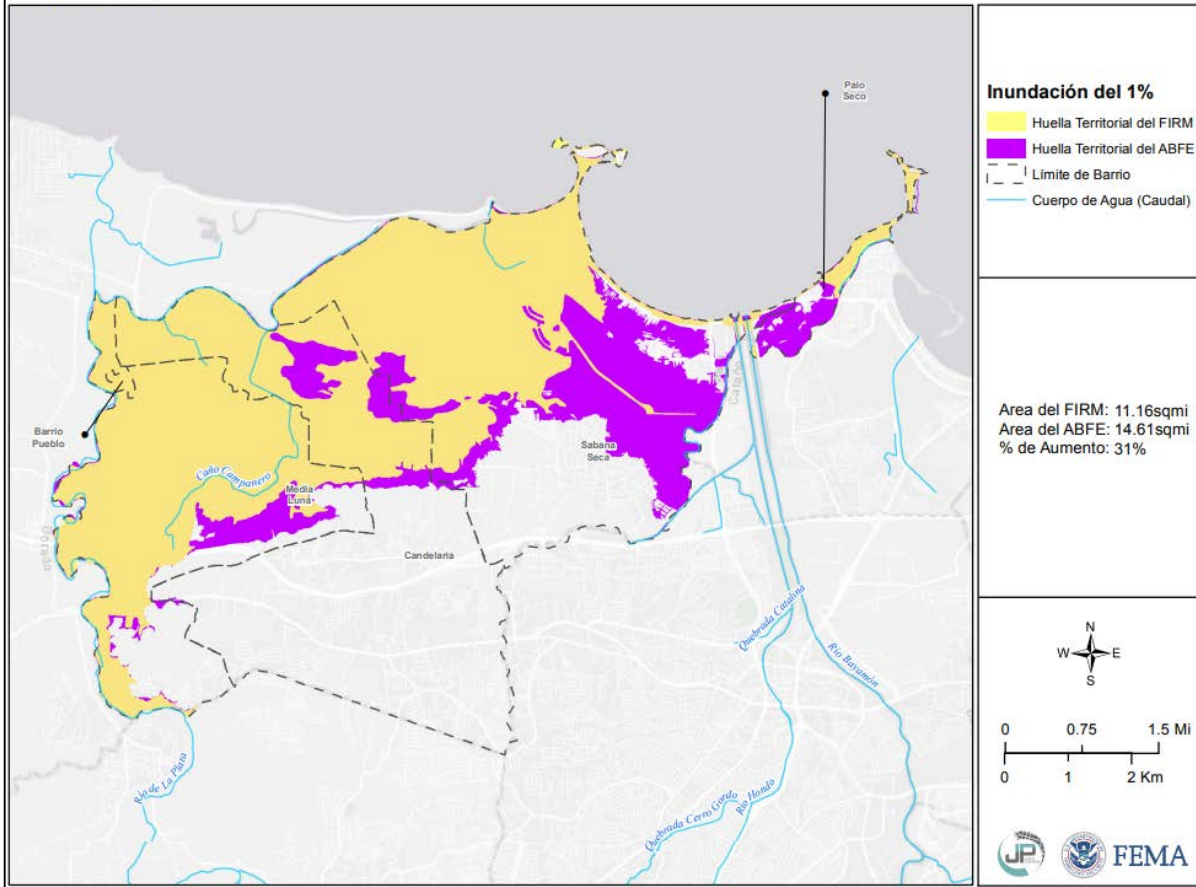 Palo
Seco
Barrio
Pueblo
Caño Campanero
Media
Luna
Candelaria
Sabana
Seca
Cataño
Dorado
Quebrada Catalina
Río Bayamón
Río de La Plata
Quebrada Cerro Gordo
Río Hondo
Inundación del 1%
Huella Territorial del FIRM
Huella Territorial del ABFE
Límite de Barrio
Cuerpo de Agua (Caudal)
Area del FIRM: 11.16sqmi
Area del ABFE: 14.61sqmi
% de Aumento: 31%
N
W E
S
0 0.75 1.5 Mi
0 1 2 Km
JP FEMA